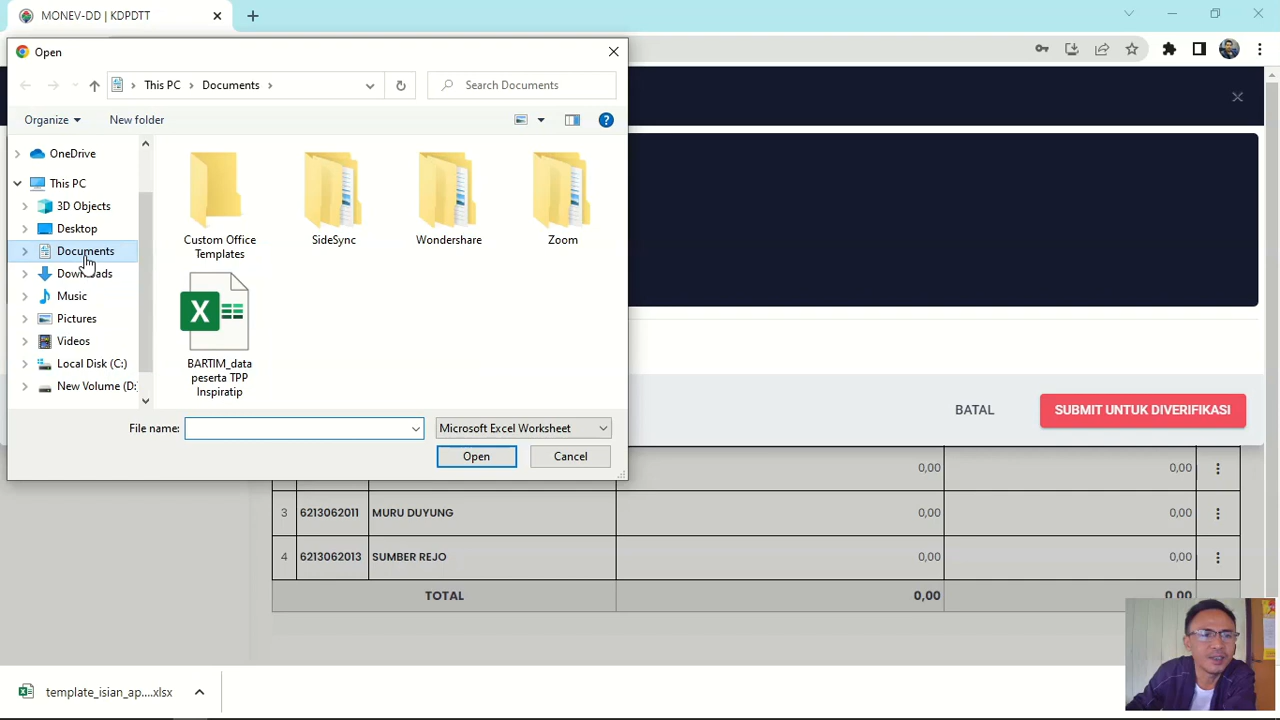 MONEV-DD | KDPDTT
Open
This PC
Documents
Search Documents
Organize
New folder
OneDrive
This PC
3D Objects
Desktop
Documents
Downloads
Music
Pictures
Videos
Local Disk (C:)
New Volume (D:
Custom Office
Templates
SideSync
Wondershare
Zoom
BARTIM_data
peserta TPP
Inspiratip
File name:
Microsoft Excel Worksheet
Open
Cancel
BATAL
SUBMIT UNTUK DIVERIFIKASI
0,00 0,00
3 6213062011 MURU DUYUNG 0,00 0,00
4 6213062013 SUMBER REJO 0,00 0,00
TOTAL 0,00 0,00
template_isian_ap....xlsx